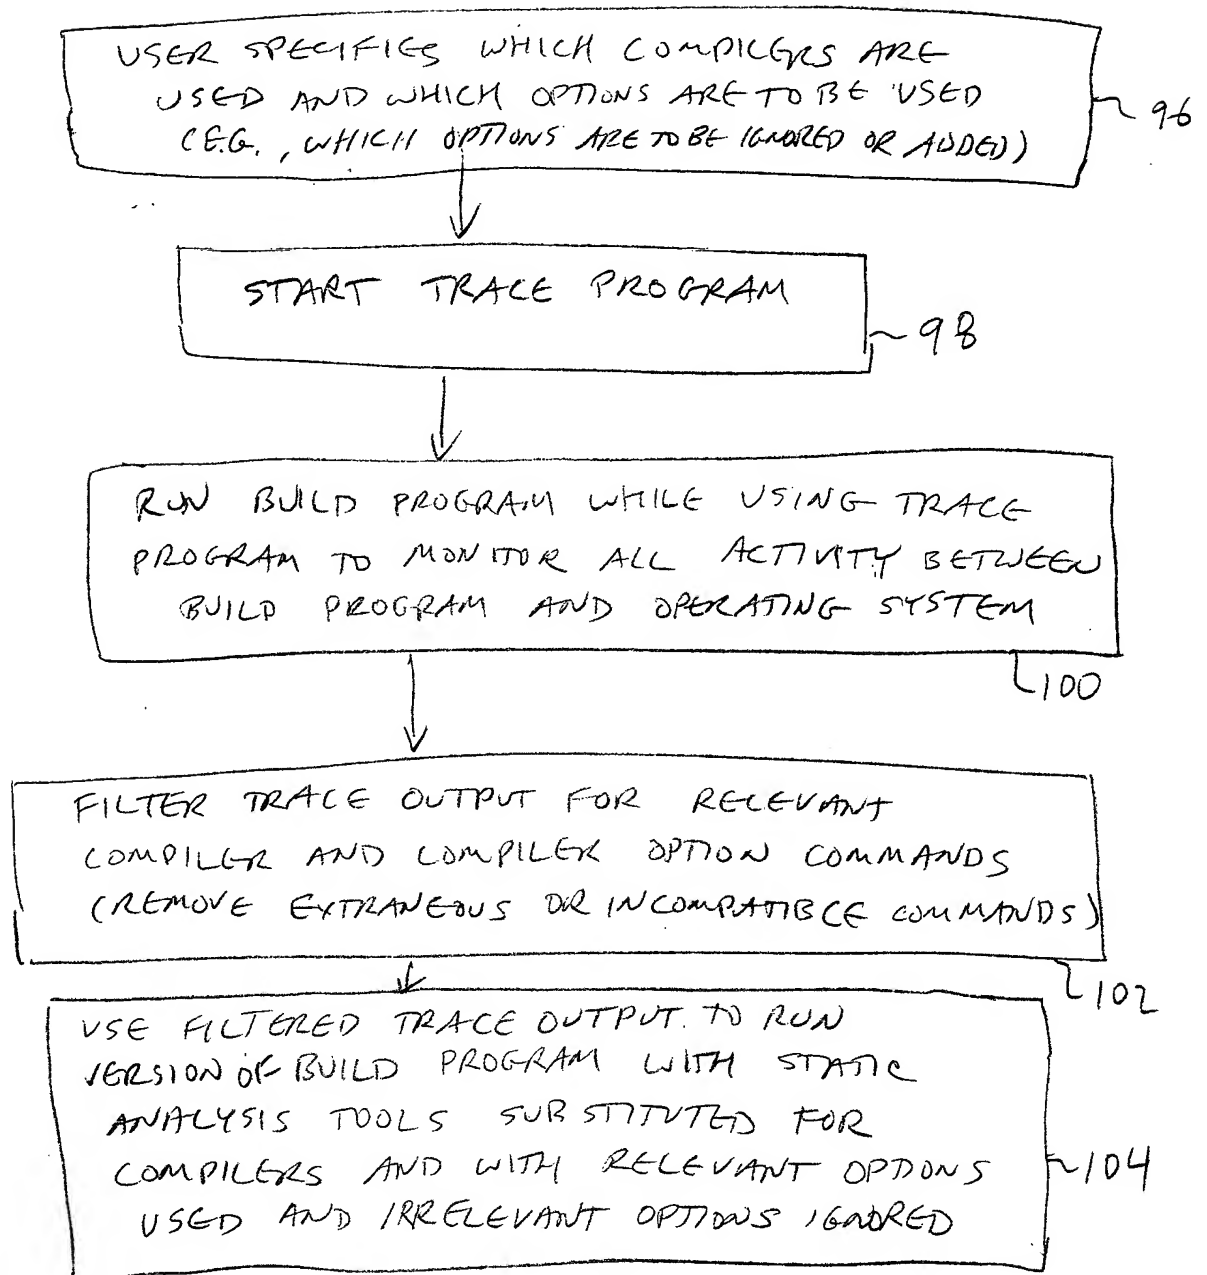 USER SPECIFIES WHICH COMPILERS ARE
USED AND WHICH OPTIONS ARE TO BE USED
(E.G., WHICH OPTIONS ARE TO BE IGNORED OR ADDED)
96
START TRACE PROGRAM
98
RUN BUILD PROGRAM WHILE USING TRACE
PROGRAM TO MONITOR ALL ACTIVITY BETWEEN
BUILD PROGRAM AND OPERATING SYSTEM
100
FILTER TRACE OUTPUT FOR RELEVANT
COMPILER AND COMPILER OPTION COMMANDS
(REMOVE EXTRANEOUS OR INCOMPATIBLE COMMANDS)
102
USE FILTERED TRACE OUTPUT TO RUN
VERSION OF BUILD PROGRAM WITH STATIC
ANALYSIS TOOLS SUBSTITUTED FOR
COMPILERS AND WITH RELEVANT OPTIONS
USED AND IRRELEVANT OPTIONS IGNORED
104